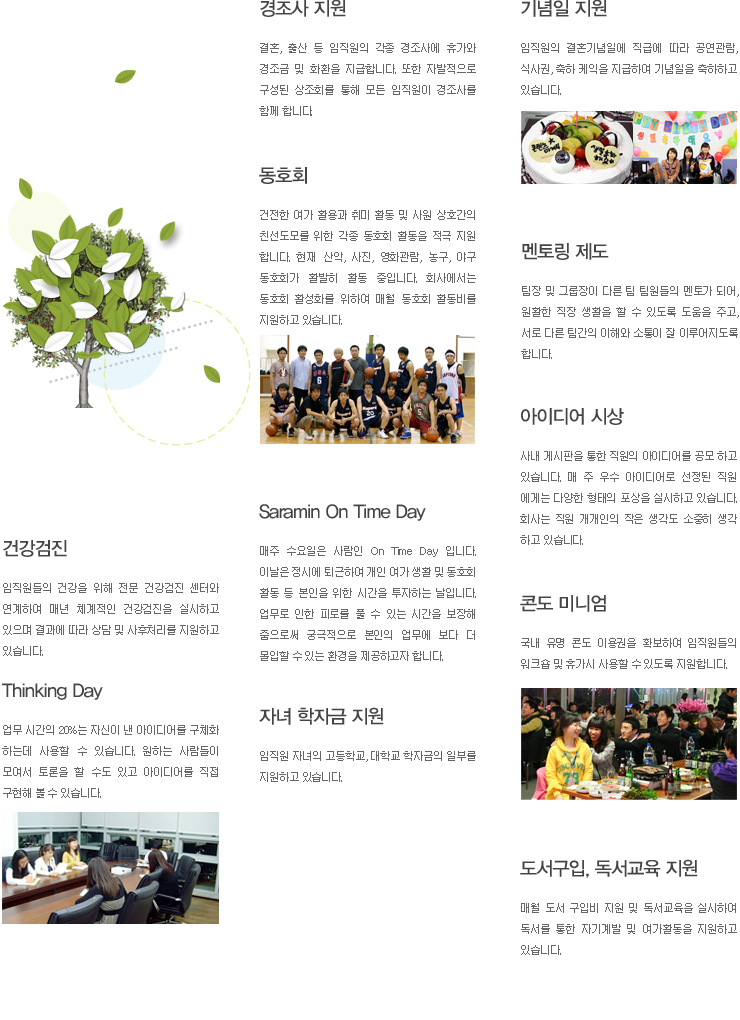 건강검진
임직원들의 건강을 위해 전문 건강검진 센터와
연계하여 매년 체계적인 건강검진을 실시하고
있으며 결과에 따라 상담 및 사후처리를 지원하고
있습니다.
Thinking Day
업무 시간의 20%는 자신이 낸 아이디어를 구체화
하는데 사용할 수 있습니다. 원하는 사람들이
모여서 토론을 할 수도 있고 아이디어를 직접
구현해 볼 수 있습니다.
경조사 지원
결혼, 출산 등 임직원의 각종 경조사에 휴가와
경조금 및 화환을 지급합니다. 또한 자발적으로
구성된 상조회를 통해 모든 임직원이 경조사를
함께 합니다.
동호회
건전한 여가 활용과 취미 활동 및 사원 상호간의
친선도모를 위한 각종 동호회 활동을 적극 지원
합니다. 현재 산악, 사진, 영화관람, 농구, 야구
동호회가 활발히 활동 중입니다. 회사에서는
동호회 활성화를 위하여 매월 동호회 활동비를
지원하고 있습니다.
Saramin On Time Day
매주 수요일은 사람인 On Time Day 입니다.
이날은 정시에 퇴근하여 개인 여가 생활 및 동호회
활동 등 본인을 위한 시간을 투자하는 날입니다.
업무로 인한 피로를 풀 수 있는 시간을 보장해
줌으로써 궁극적으로 본인의 업무에 보다 더
몰입할 수 있는 환경을 제공하고자 합니다.
자녀 학자금 지원
임직원 자녀의 고등학교, 대학교 학자금의 일부를
지원하고 있습니다.
기념일 지원
임직원의 결혼기념일에 직급에 따라 공연관람,
식사권, 축하 케익을 지급하여 기념일을 축하하고
있습니다.
멘토링 제도
팀장 및 그룹장이 다른 팀 팀원들의 멘토가 되어,
원활한 직장 생활을 할 수 있도록 도움을 주고,
서로 다른 팀간의 이해와 소통이 잘 이루어지도록
합니다.
아이디어 시상
사내 게시판을 통한 직원의 아이디어를 공모 하고
있습니다. 매 주 우수 아이디어로 선정된 직원
에게는 다양한 형태의 포상을 실시하고 있습니다.
회사는 직원 개개인의 작은 생각도 소중히 생각
하고 있습니다.
콘도 미니엄
국내 유명 콘도 이용권을 확보하여 임직원들의
워크숍 및 휴가시 사용할 수 있도록 지원합니다.
도서구입, 독서교육 지원
매월 도서 구입비 지원 및 독서교육을 실시하여
독서를 통한 자기계발 및 여가활동을 지원하고
있습니다.